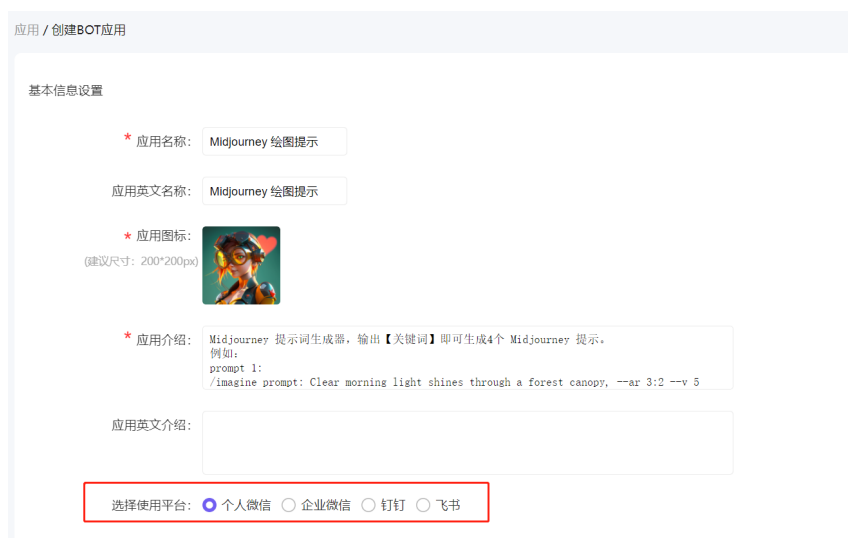 应用 / 创建BOT应用
基本信息设置
* 应用名称: Midjourney 绘图提示
应用英文名称: Midjourney 绘图提示
* 应用图标:
(建议尺寸: 200*200px)
* 应用介绍: Midjourney 提示词生成器, 输出【关键词】即可生成4个 Midjourney 提示。
例如:
prompt 1:
/imagine prompt: Clear morning light shines through a forest canopy, --ar 3:2 --v 5
应用英文介绍:
选择使用平台: 个人微信 企业微信 钉钉 飞书